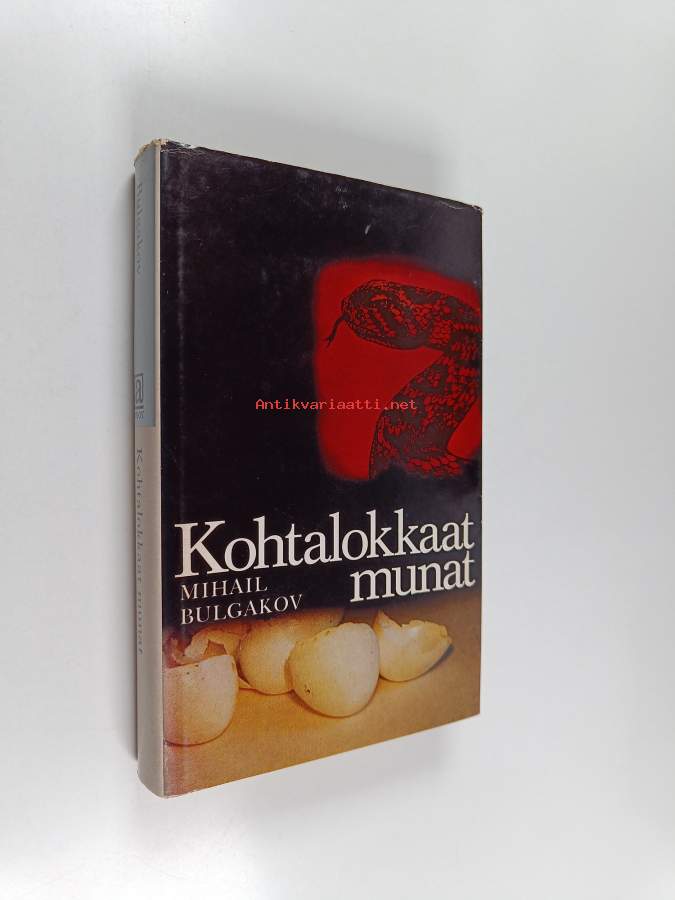 Kohtalokkaat
munat
MIHAIL
BULGAKOV
Bulgakov
Kohtalokkaat munat
Antikvariaatti.net